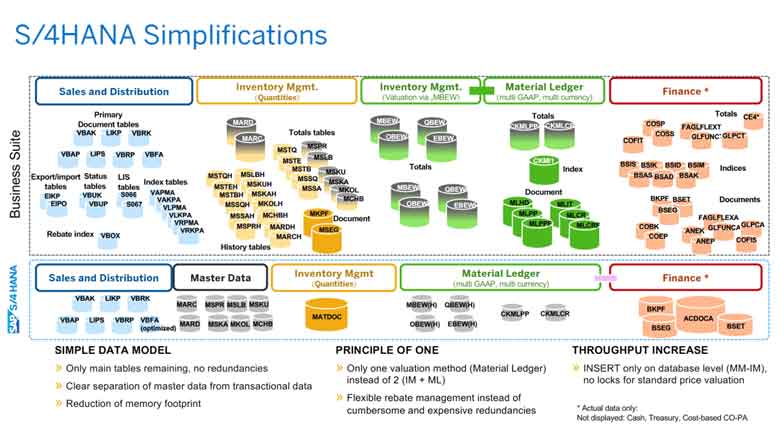 S/4HANA Simplifications
Business Suite
Sales and Distribution
Inventory Mgmt.
(Quantities)
Inventory Mgmt.
(Valuation via „MBEW)
Material Ledger
(multi GAAP, multi currency)
Finance *
Primary
Document tables
VBAK LIKP VBRK
VBAP LIPS VBRP VBFA
Export/import
tables
EIKP
EIPO
Status
tables
VBUK
VBUP
LIS
tables
S066
S067
Index tables
VAPMA
VAKPA
VLPMA
VLKPA
VRPMA
VRKPA
Rebate index VBOX
MARD
MARC
Totals tables
MSTQ
MSTE
MSTB
MSSQ
MSSA
MSPR
MSLB
MSKU
MSKA
MKOL
MCHB
MSTQH
MSTEH
MSTBH
MSSQH
MSSAH
MSPRH
MSLBH
MSKUH
MSKAH
MKOLH
MCHBH
MARDH
MARCH
History tables
MKPF
MSEG
Document
MBEW
QBEW
OBEW
EBEW
Totals
MBEW
QBEW
OBEW
EBEW
Totals
CKMLPP
CKMLCR
CKMI1
Index
Document
MLHD
MLIT
MLPP
MLCR
MLPPF
MLCRF
Totals
CE4*
COSP
COSS
COFIT
FAGLFLEXT
GLFUNCT
GLPCT
BSIS BSIK BSID BSIM
BSAS BSAD BSAK
Indices
BKPF BSET
BSEG
Documents
FAGLFLEXA
COBK
COEP
ANEK
ANEP
GLFUNCA
GLPCA
COFIS
SAP S/4HANA
Sales and Distribution
Master Data
Inventory Mgmt
(Quantities)
Material Ledger
(multi GAAP, multi currency)
Finance *
VBAK LIKP VBRK
VBAP LIPS VBRP VBFA
(optimized)
MARC MSPR MSLB MSKU
MARD MSKA MKOL MCHB
MATDOC
MBEW(H) QBEW(H)
OBEW(H) EBEW(H)
CKMLPP CKMLCR
BKPF
BSEG
ACDOCA
BSET
SIMPLE DATA MODEL
» Only main tables remaining, no redundancies
» Clear separation of master data from transactional data
» Reduction of memory footprint
PRINCIPLE OF ONE
» Only one valuation method (Material Ledger)
instead of 2 (IM + ML)
» Flexible rebate management instead of
cumbersome and expensive redundancies
THROUGHPUT INCREASE
» INSERT only on database level (MM-IM),
no locks for standard price valuation
* Actual data only:
Not displayed: Cash, Treasury, Cost-based CO-PA